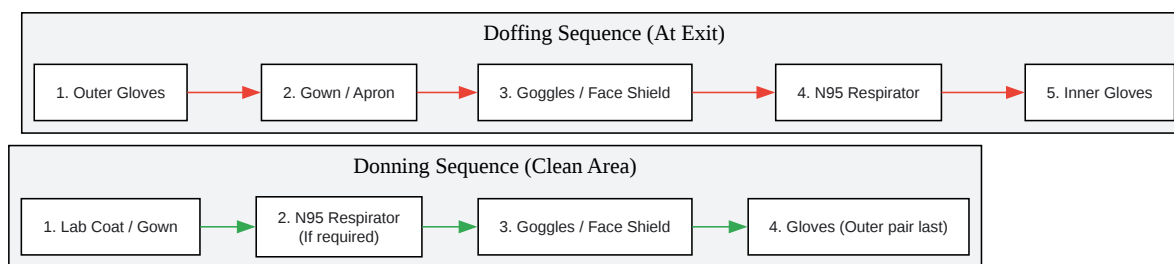 Doffing Sequence (At Exit)
1. Outer Gloves
2. Gown / Apron
3. Goggles / Face Shield
4. N95 Respirator
5. Inner Gloves
Donning Sequence (Clean Area)
1. Lab Coat / Gown
2. N95 Respirator
(If required)
3. Goggles / Face Shield
4. Gloves (Outer pair last)